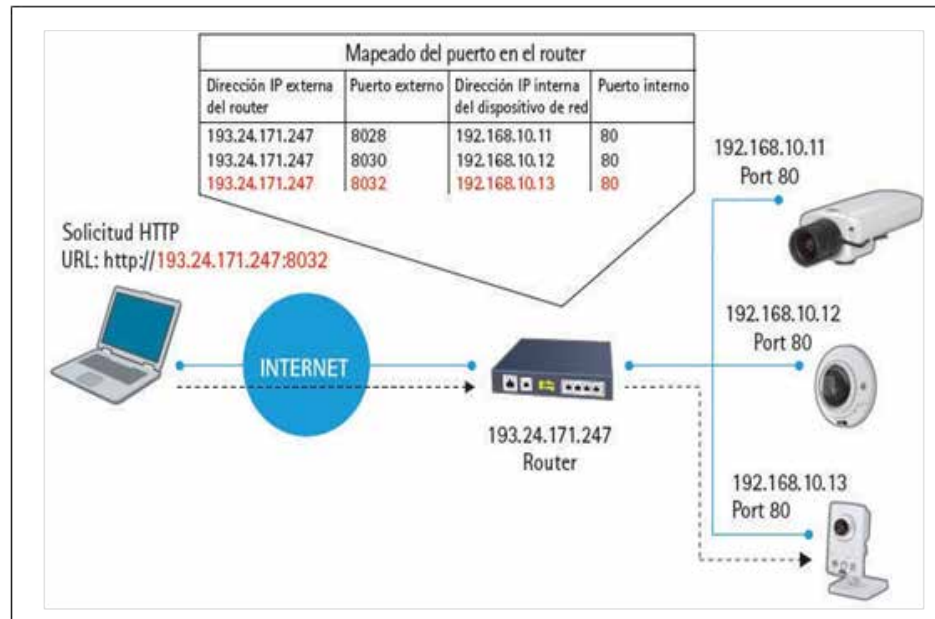 Mapeado del puerto en el router
Dirección IP externa del router
Puerto externo
Dirección IP interna del dispositivo de red
Puerto interno
193.24.171.247 8028 192.168.10.11 80
193.24.171.247 8030 192.168.10.12 80
193.24.171.247 8032 192.168.10.13 80
Solicitud HTTP
URL: http://193.24.171.247:8032
INTERNET
193.24.171.247
Router
192.168.10.11
Port 80
192.168.10.12
Port 80
192.168.10.13
Port 80